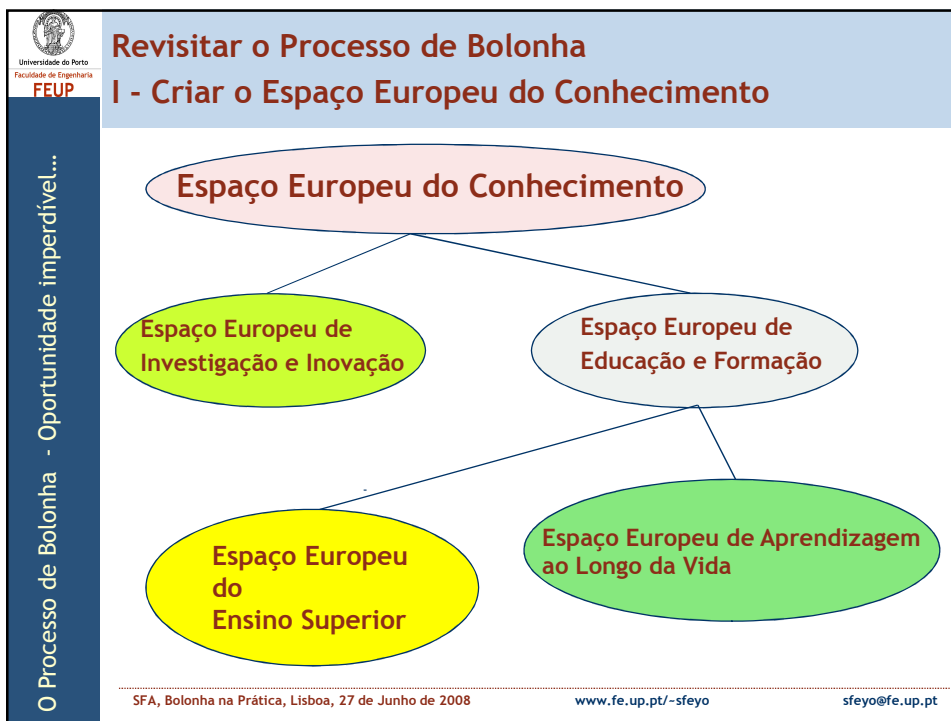 Universidade do Porto
Faculdade de Engenharia
FEUP
Revisitar o Processo de Bolonha
I - Criar o Espaço Europeu do Conhecimento
O Processo de Bolonha - Oportunidade imperdível...
Espaço Europeu do Conhecimento
Espaço Europeu de
Investigação e Inovação
Espaço Europeu de
Educação e Formação
Espaço Europeu
do
Ensino Superior
Espaço Europeu de Aprendizagem
ao Longo da Vida
SFA, Bolonha na Prática, Lisboa, 27 de Junho de 2008
www.fe.up.pt/~sfeyo
sfeyo@fe.up.pt